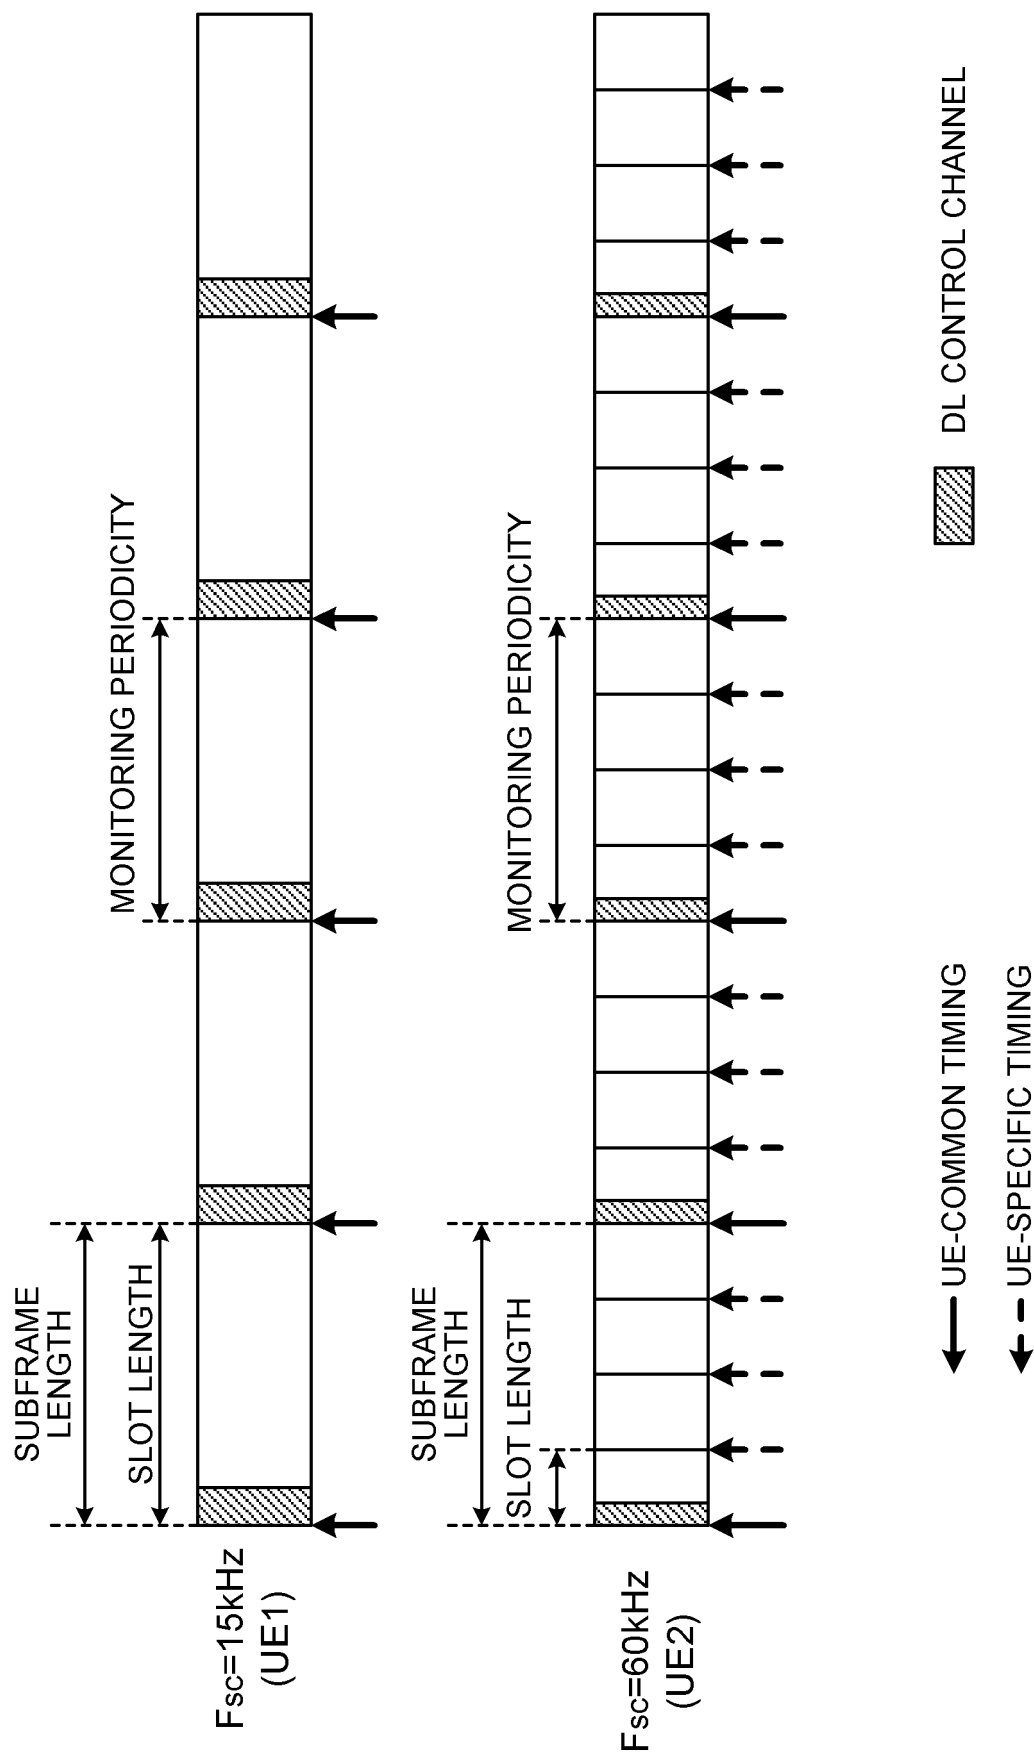 SUBFRAME
LENGTH
SLOT LENGTH
MONITORING PERIODICITY
Fsc=15kHz
(UE1)
SUBFRAME
LENGTH
SLOT LENGTH
MONITORING PERIODICITY
Fsc=60kHz
(UE2)
UE-COMMON TIMING
DL CONTROL CHANNEL
UE-SPECIFIC TIMING